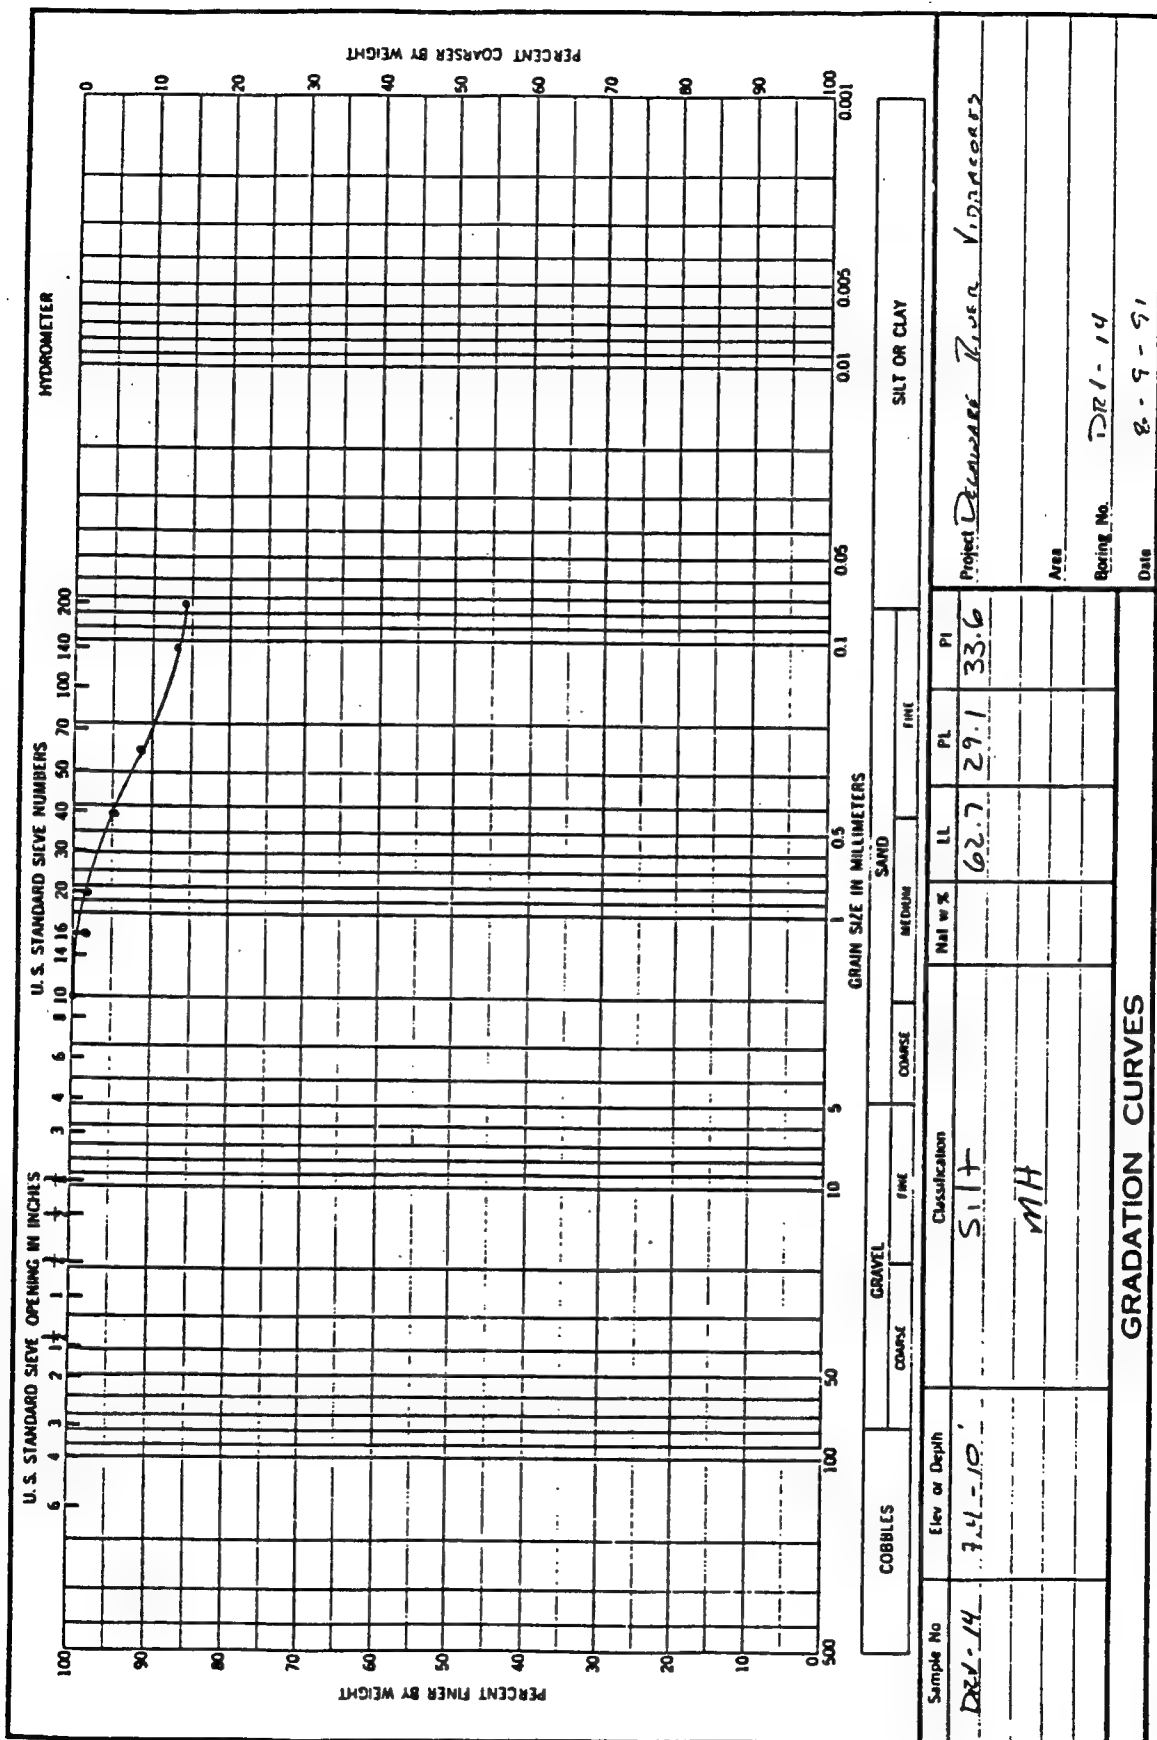 U.S. STANDARD SIEVE OPENING IN INCHES U.S. STANDARD SIEVE NUMBERS HYDROMETER
6 4 3 2 1½ 1 ¾ ½ ⅜ 3 4 6 8 10 14 16 20 30 40 50 70 100 140 200
100 90 80 70 60 50 40 30 20 10 0
PERCENT FINER BY WEIGHT
0 10 20 30 40 50 60 70 80 90 100
PERCENT COARSER BY WEIGHT
500 100 50 10 5 1 0.5 0.1 0.05 0.01 0.005 0.001
GRAIN SIZE IN MILLIMETERS
COBBLES GRAVEL SAND SILT OR CLAY
COARSE FINE COARSE MEDIUM FINE
Sample No Elev or Depth Classification Nat w % LL PL PI
DRV-14 7.4-10' Silt 62.7 29.1 33.6
MH
Project Delaware River Vibracores
Area
Boring No. DRV-14
Date 8-9-91
GRADATION CURVES